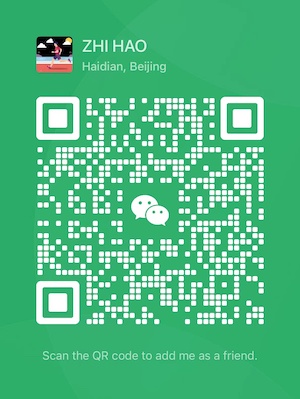 ZHI HAO
Haidian, Beijing
Scan the QR code to add me as a friend.